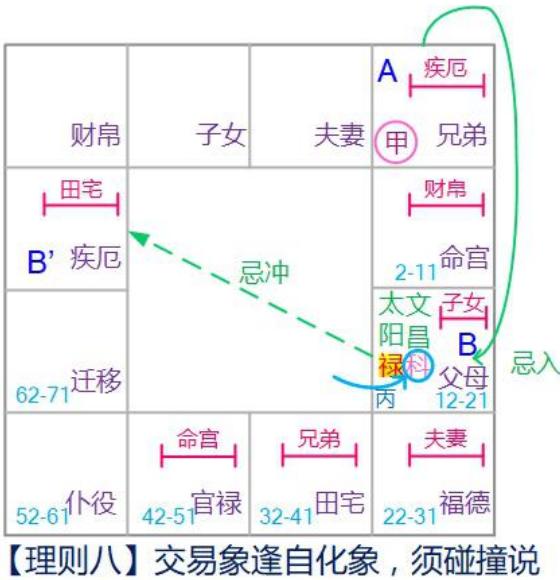 A
疾厄
财帛
子女
夫妻
甲
兄弟
田宅
财帛
B’
疾厄
2-11
命宫
忌冲
太
文
子女
阳
昌
B
禄
科
父母
忌入
62-71
迁移
丙
12-21
命宫
兄弟
夫妻
52-61
仆役
42-51
官禄
32-41
田宅
22-31
福德
【理则八】交易象逢自化象，须碰撞说